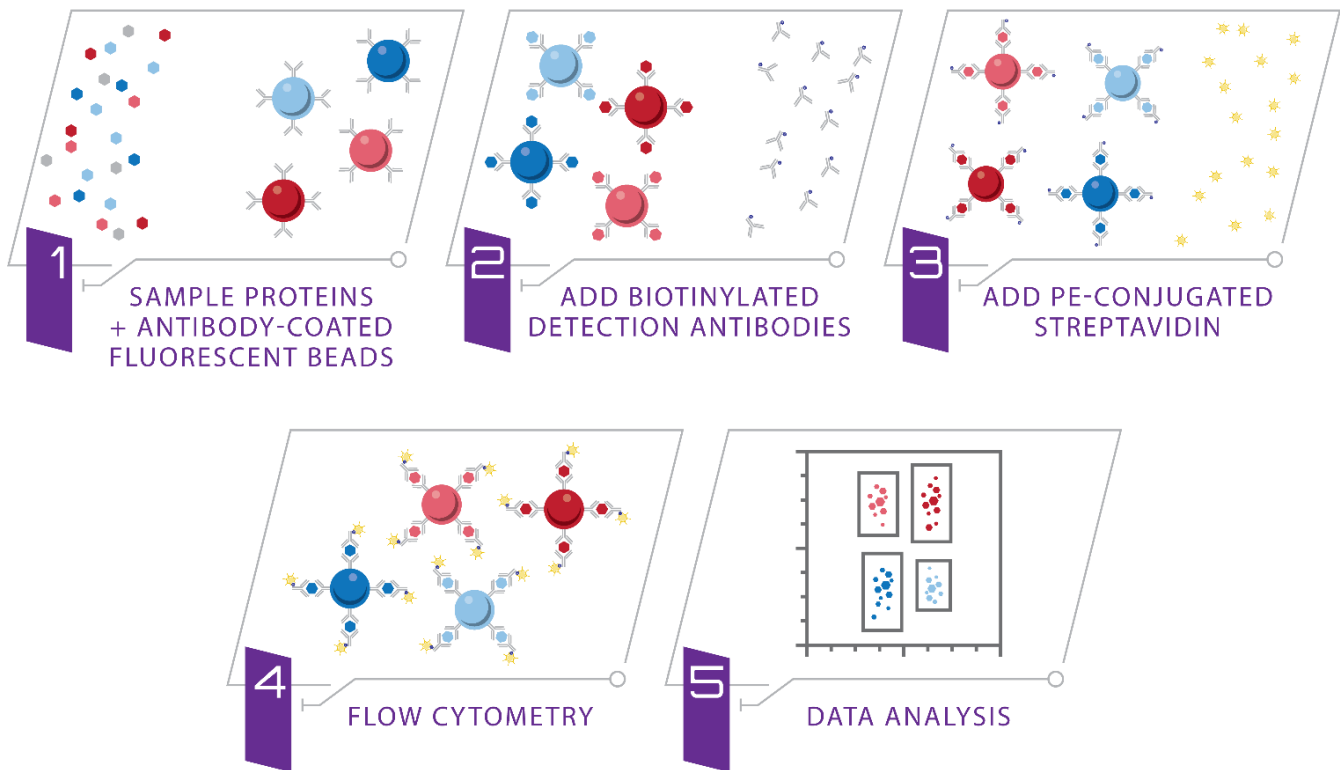 1
SAMPLE PROTEINS
+ ANTIBODY-COATED
FLUORESCENT BEADS
2
ADD BIOTINYLATED
DETECTION ANTIBODIES
3
ADD PE-CONJUGATED
STREPTAVIDIN
4
FLOW CYTOMETRY
5
DATA ANALYSIS